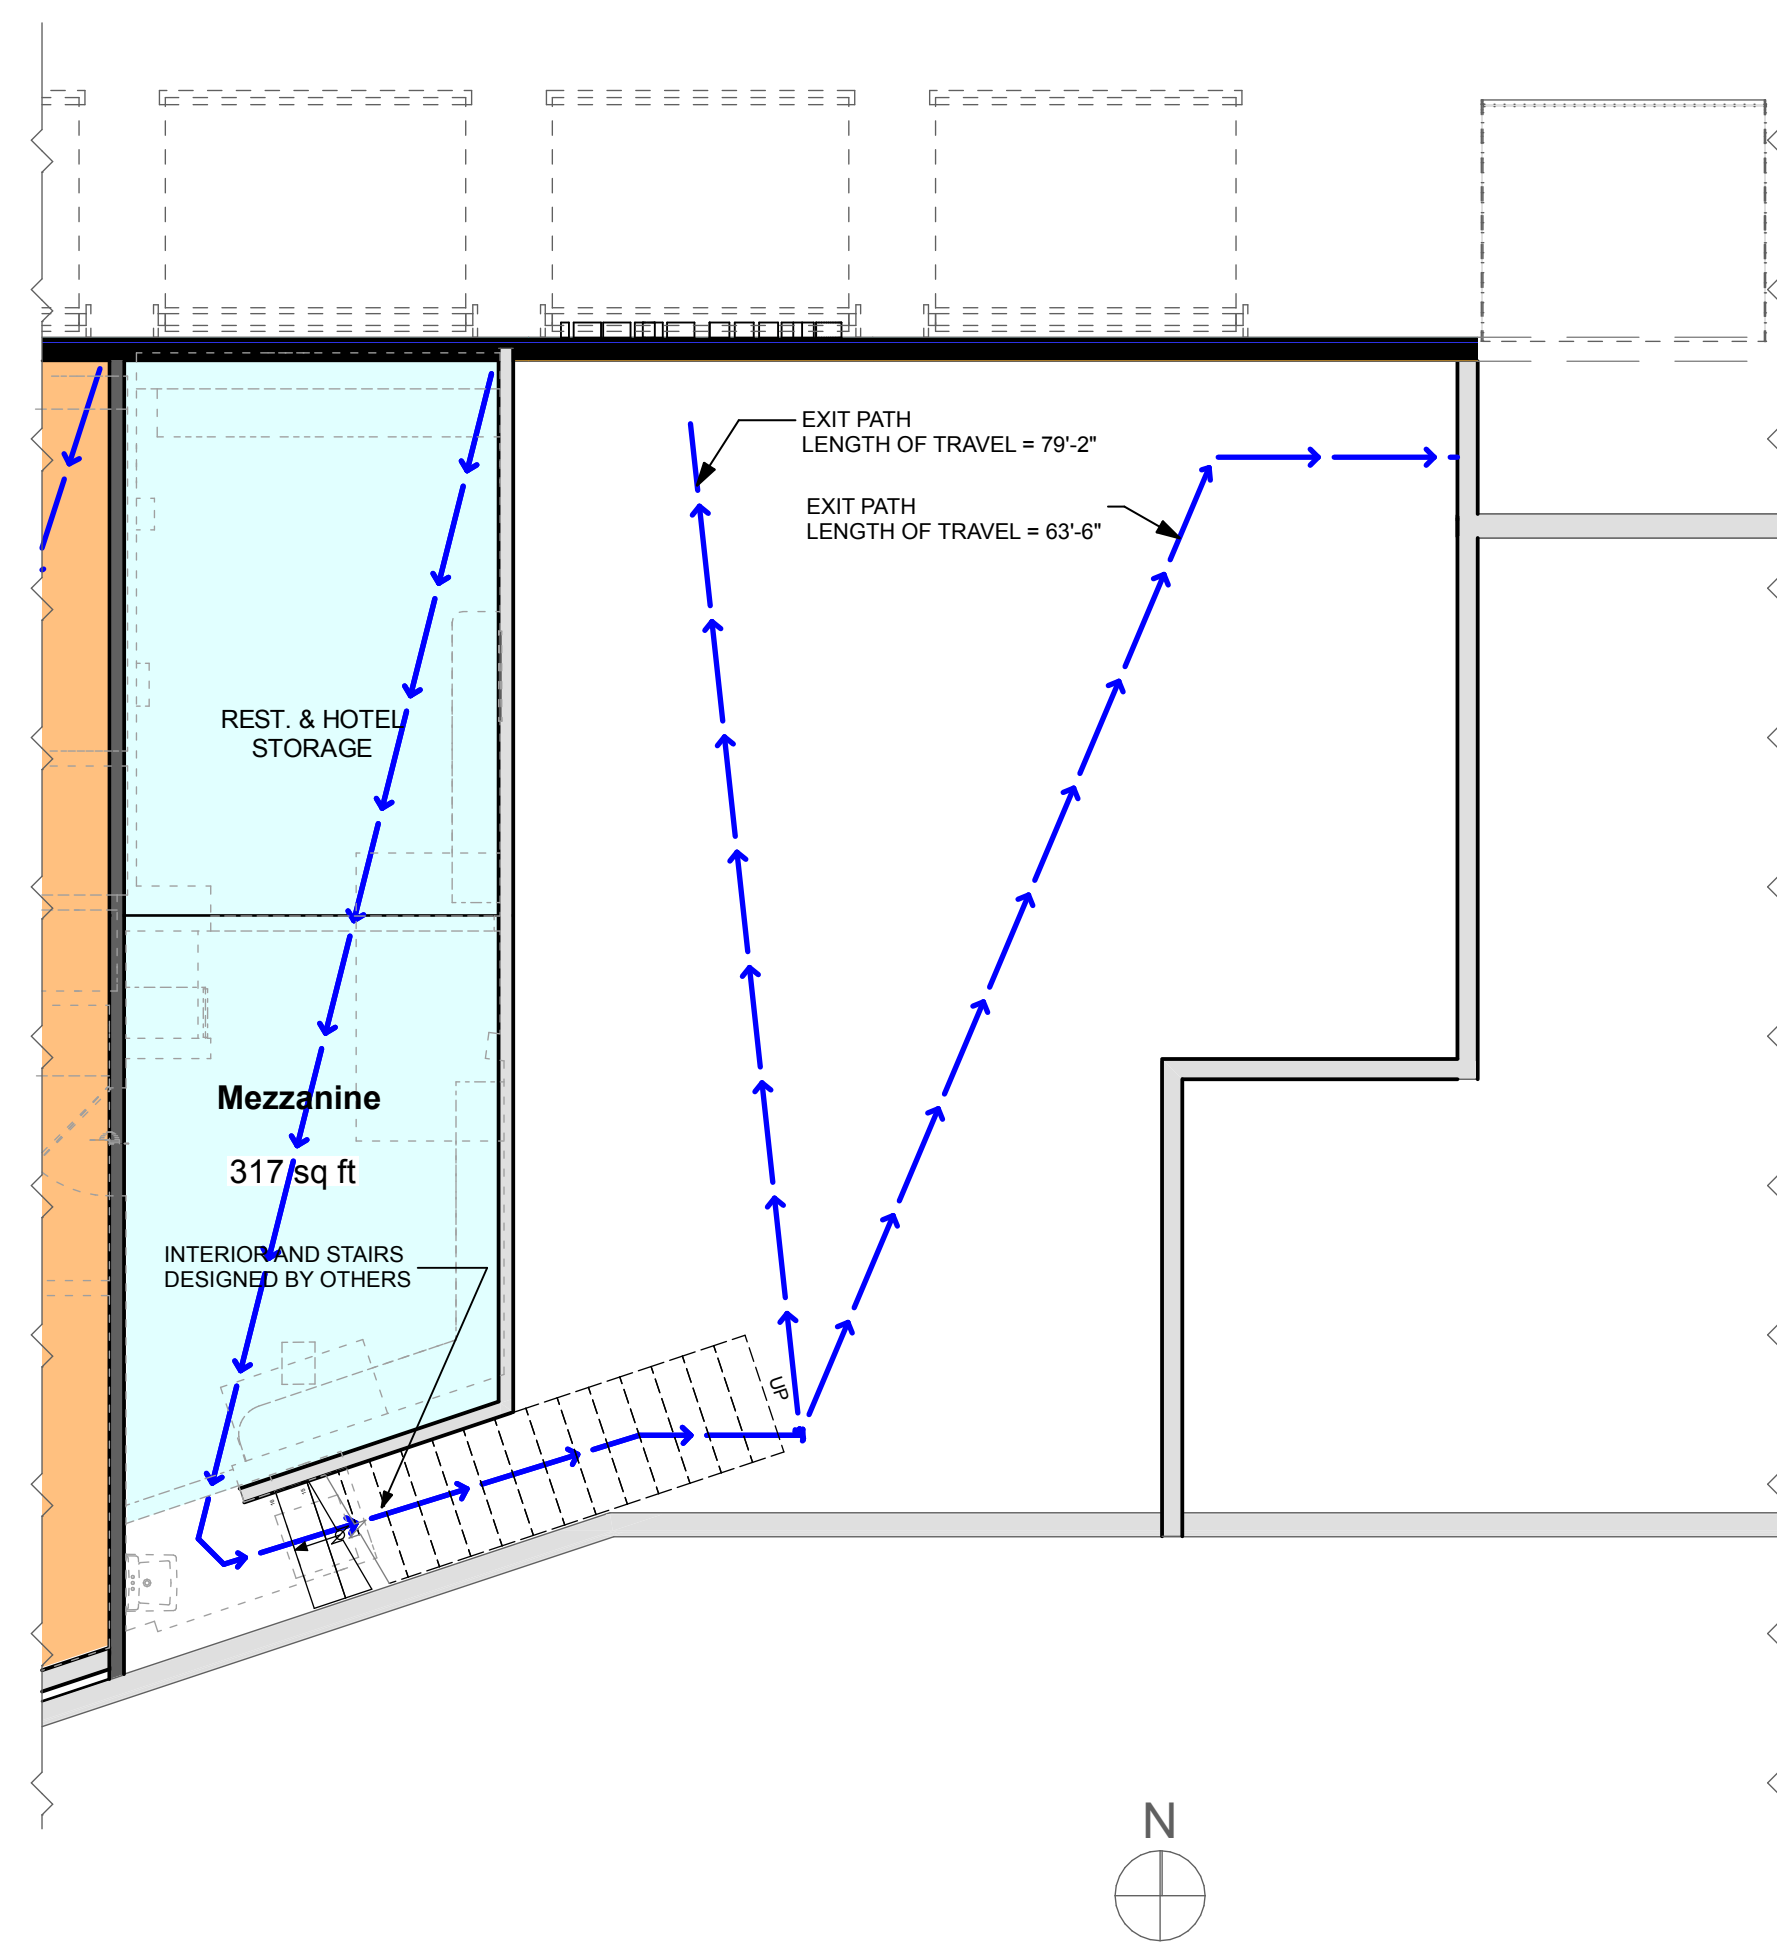 EXIT PATH
LENGTH OF TRAVEL = 79'-2"
EXIT PATH
LENGTH OF TRAVEL = 63'-6"
REST. & HOTEL
STORAGE
Mezzanine
317 sq ft
INTERIOR AND STAIRS
DESIGNED BY OTHERS
UP
N